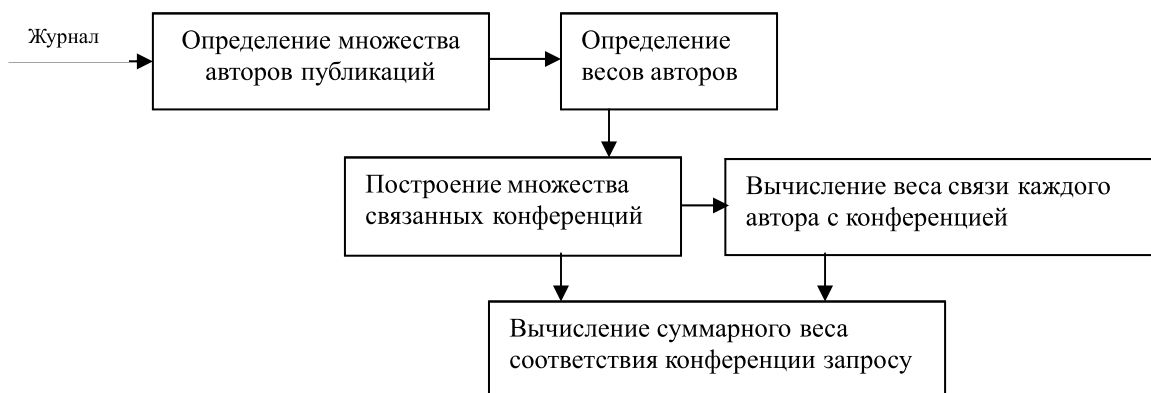 Журнал
Определение множества
авторов публикаций
Определение
весов авторов
Построение множества
связанных конференций
Вычисление веса связи каждого
автора с конференцией
Вычисление суммарного веса
соответствия конференции запросу